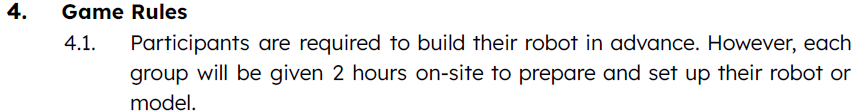 4. Game Rules
4.1. Participants are required to build their robot in advance. However, each
group will be given 2 hours on-site to prepare and set up their robot or
model.